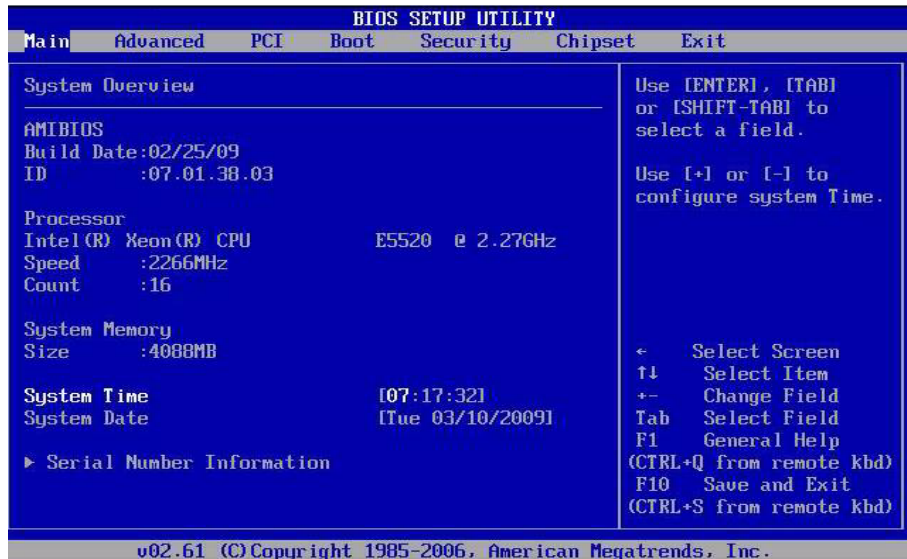 BIOS SETUP UTILITY
Main Advanced PCI Boot Security Chipset Exit
System Overview
AMIBIOS
Build Date:02/25/09
ID :07.01.38.03
Processor
Intel(R) Xeon(R) CPU E5520 @ 2.27GHz
Speed :2266MHz
Count :16
System Memory
Size :4088MB
System Time [07:17:32]
System Date [Tue 03/10/2009]
▶ Serial Number Information
Use [ENTER], [TAB]
or [SHIFT-TAB] to
select a field.
Use [+] or [-] to
configure system Time.
← Select Screen
↑↓ Select Item
+- Change Field
Tab Select Field
F1 General Help
(CTRL+Q from remote kbd)
F10 Save and Exit
(CTRL+S from remote kbd)
v02.61 (C)Copyright 1985-2006, American Megatrends, Inc.